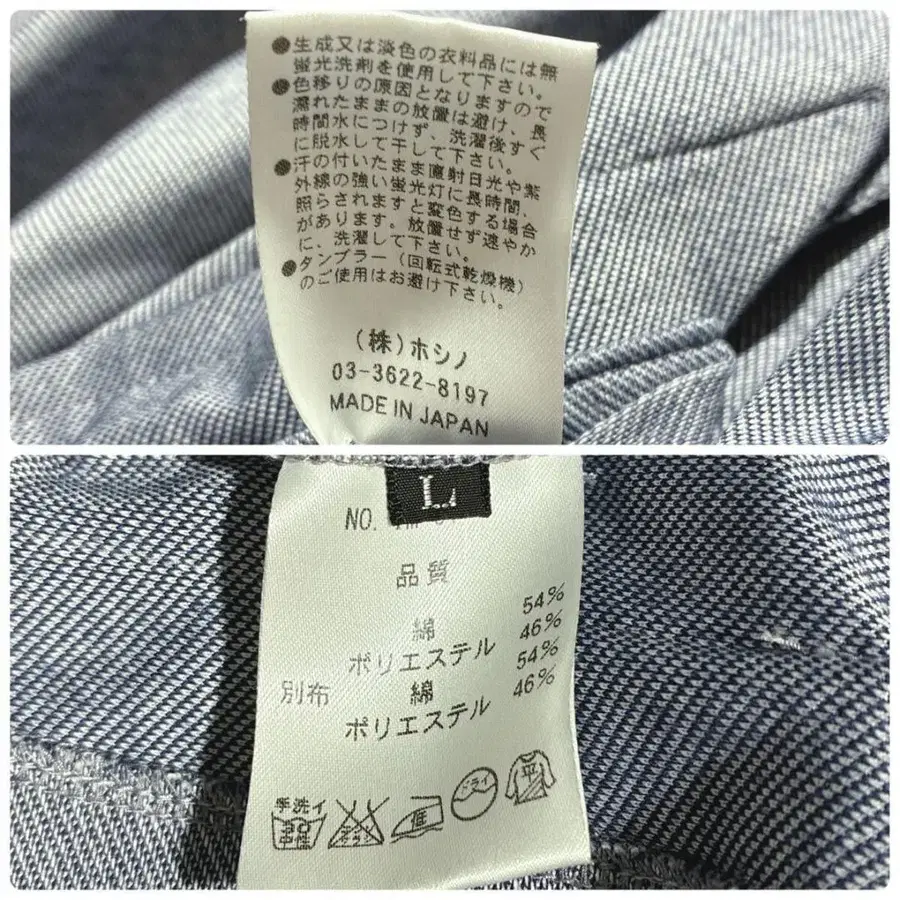 ●生成又は淡色の衣料品には無
蛍光洗剤を使用して下さい。
●色移りの原因となりますので
濡れたままの放置は避け、長
時間水につけず、洗濯後すぐ
に脱水して干して下さい。
●汗の付いたまま直射日光や紫
外線の強い蛍光灯に長時間、
照らされますと変色する場合
があります。放置せず速やか
に、洗濯して下さい。
●タンブラー（回転式乾燥機）
のご使用はお避け下さい。
(株)ホシノ
03-3622-8197
MADE IN JAPAN
L
NO.
品質
綿 54%
ポリエステル 46%
別布 綿 54%
ポリエステル 46%
手洗イ
中性
ドライ
平